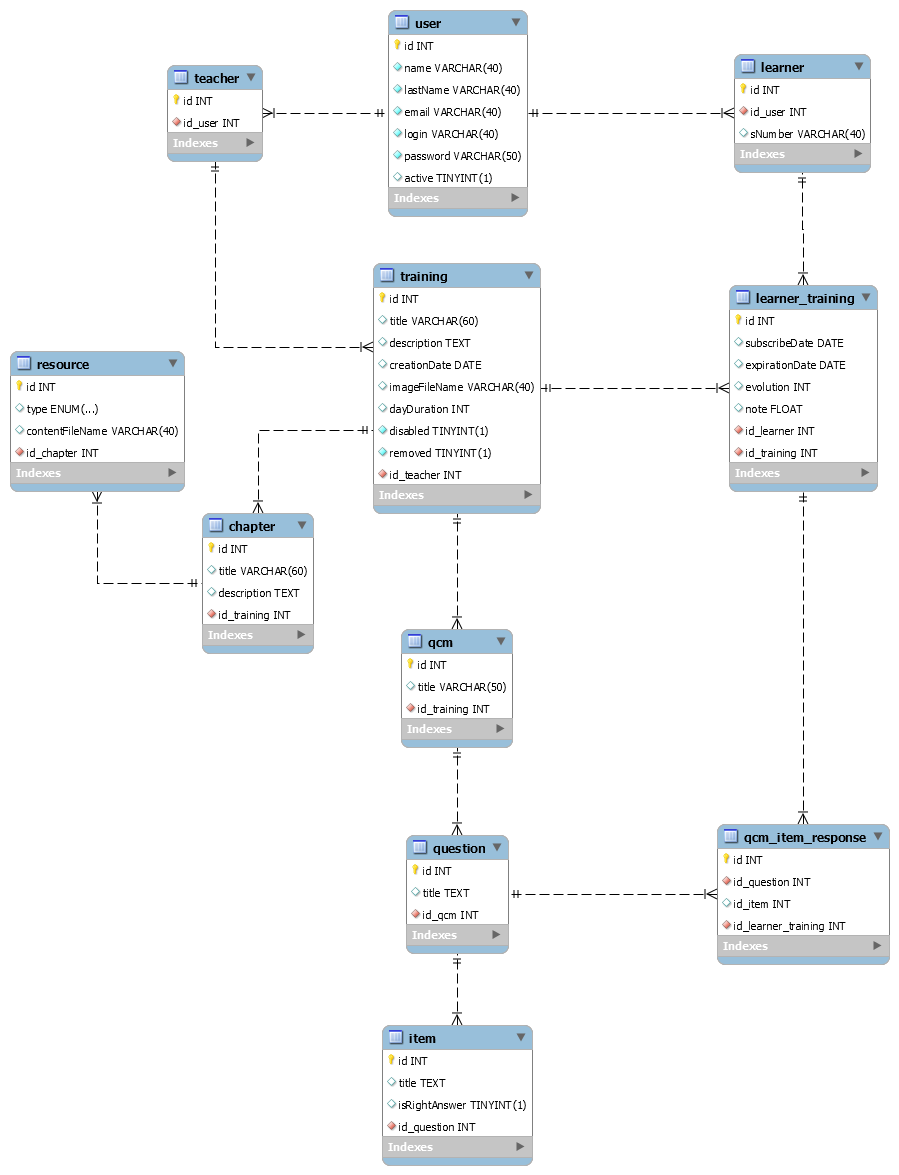 user
id INT
name VARCHAR(40)
lastName VARCHAR(40)
email VARCHAR(40)
login VARCHAR(40)
password VARCHAR(50)
active TINYINT(1)
Indexes
teacher
id INT
id_user INT
Indexes
learner
id INT
id_user INT
sNumber VARCHAR(40)
Indexes
training
id INT
title VARCHAR(60)
description TEXT
creationDate DATE
imageFileName VARCHAR(40)
dayDuration INT
disabled TINYINT(1)
removed TINYINT(1)
id_teacher INT
Indexes
learner_training
id INT
subscribeDate DATE
expirationDate DATE
evolution INT
note FLOAT
id_learner INT
id_training INT
Indexes
resource
id INT
type ENUM(...)
contentFileName VARCHAR(40)
id_chapter INT
Indexes
chapter
id INT
title VARCHAR(60)
description TEXT
id_training INT
Indexes
qcm
id INT
title VARCHAR(50)
id_training INT
Indexes
question
id INT
title TEXT
id_qcm INT
Indexes
qcm_item_response
id INT
id_question INT
id_item INT
id_learner_training INT
Indexes
item
id INT
title TEXT
isRightAnswer TINYINT(1)
id_question INT
Indexes